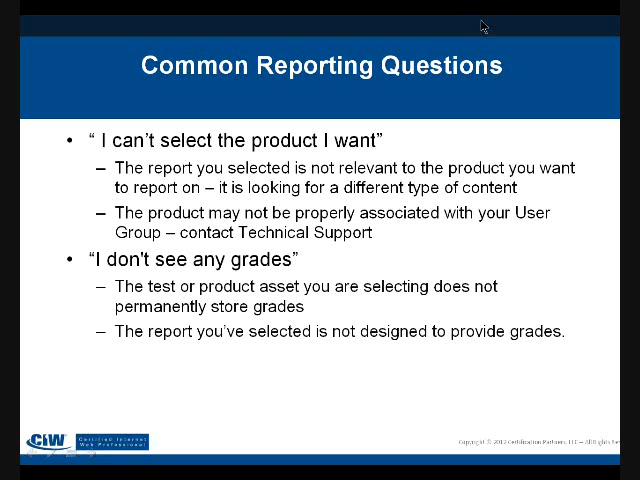 Common Reporting Questions
• “ I can’t select the product I want”
– The report you selected is not relevant to the product you want
to report on – it is looking for a different type of content
– The product may not be properly associated with your User
Group – contact Technical Support
• “I don't see any grades”
– The test or product asset you are selecting does not
permanently store grades
– The report you’ve selected is not designed to provide grades.
CIW
Certified Internet
Web Professional
Copyright © 2012 Certification Partners, LLC – All Rights